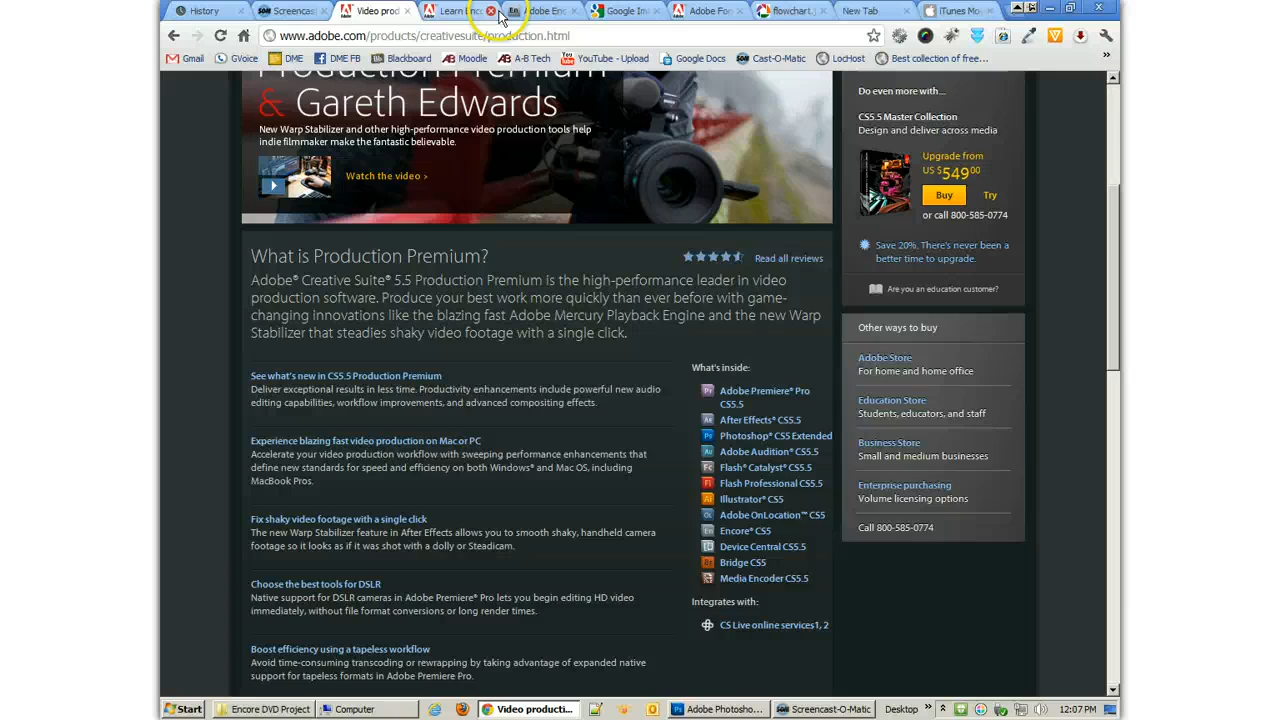 History
Screencast
Video prod
Learn Enco
Adobe Enc
Google Im
Adobe For
flowchart.j
New Tab
iTunes Mo
www.adobe.com/products/creativesuite/production.html
Gmail
GVoice
DME
DME FB
Blackboard
Moodle
A-B Tech
YouTube - Upload
Google Docs
Cast-O-Matic
LocHost
Best collection of free...
»
Production Premium
& Gareth Edwards
New Warp Stabilizer and other high-performance video production tools help
indie filmmaker make the fantastic believable.
Watch the video ›
What is Production Premium?
Read all reviews
Adobe® Creative Suite® 5.5 Production Premium is the high-performance leader in video
production software. Produce your best work more quickly than ever before with game-
changing innovations like the blazing fast Adobe Mercury Playback Engine and the new Warp
Stabilizer that steadies shaky video footage with a single click.
See what's new in CS5.5 Production Premium
Deliver exceptional results in less time. Productivity enhancements include powerful new audio
editing capabilities, workflow improvements, and advanced compositing effects.
Experience blazing fast video production on Mac or PC
Accelerate your video production workflow with sweeping performance enhancements that
define new standards for speed and efficiency on both Windows® and Mac OS, including
MacBook Pros.
Fix shaky video footage with a single click
The new Warp Stabilizer feature in After Effects allows you to smooth shaky, handheld camera
footage so it looks as if it was shot with a dolly or Steadicam.
Choose the best tools for DSLR
Native support for DSLR cameras in Adobe Premiere® Pro lets you begin editing HD video
immediately, without file format conversions or long render times.
Boost efficiency using a tapeless workflow
Avoid time-consuming transcoding or rewrapping by taking advantage of expanded native
support for tapeless formats in Adobe Premiere Pro.
What's inside:
Adobe Premiere® Pro
CS5.5
After Effects® CS5.5
Photoshop® CS5 Extended
Adobe Audition® CS5.5
Flash® Catalyst® CS5.5
Flash Professional CS5.5
Illustrator® CS5
Adobe OnLocation™ CS5
Encore® CS5
Device Central CS5.5
Bridge CS5
Media Encoder CS5.5
Integrates with:
CS Live online services1, 2
Do even more with...
CS5.5 Master Collection
Design and deliver across media
Upgrade from
US $549.00
Buy
Try
or call 800-585-0774
Save 20%. There's never been a
better time to upgrade.
Are you an education customer?
Other ways to buy
Adobe Store
For home and home office
Education Store
Students, educators, and staff
Business Store
Small and medium businesses
Enterprise purchasing
Volume licensing options
Call 800-585-0774
Start
Encore DVD Project
Computer
Video producti...
Adobe Photosho...
Screencast-O-Matic
Desktop
»
12:07 PM